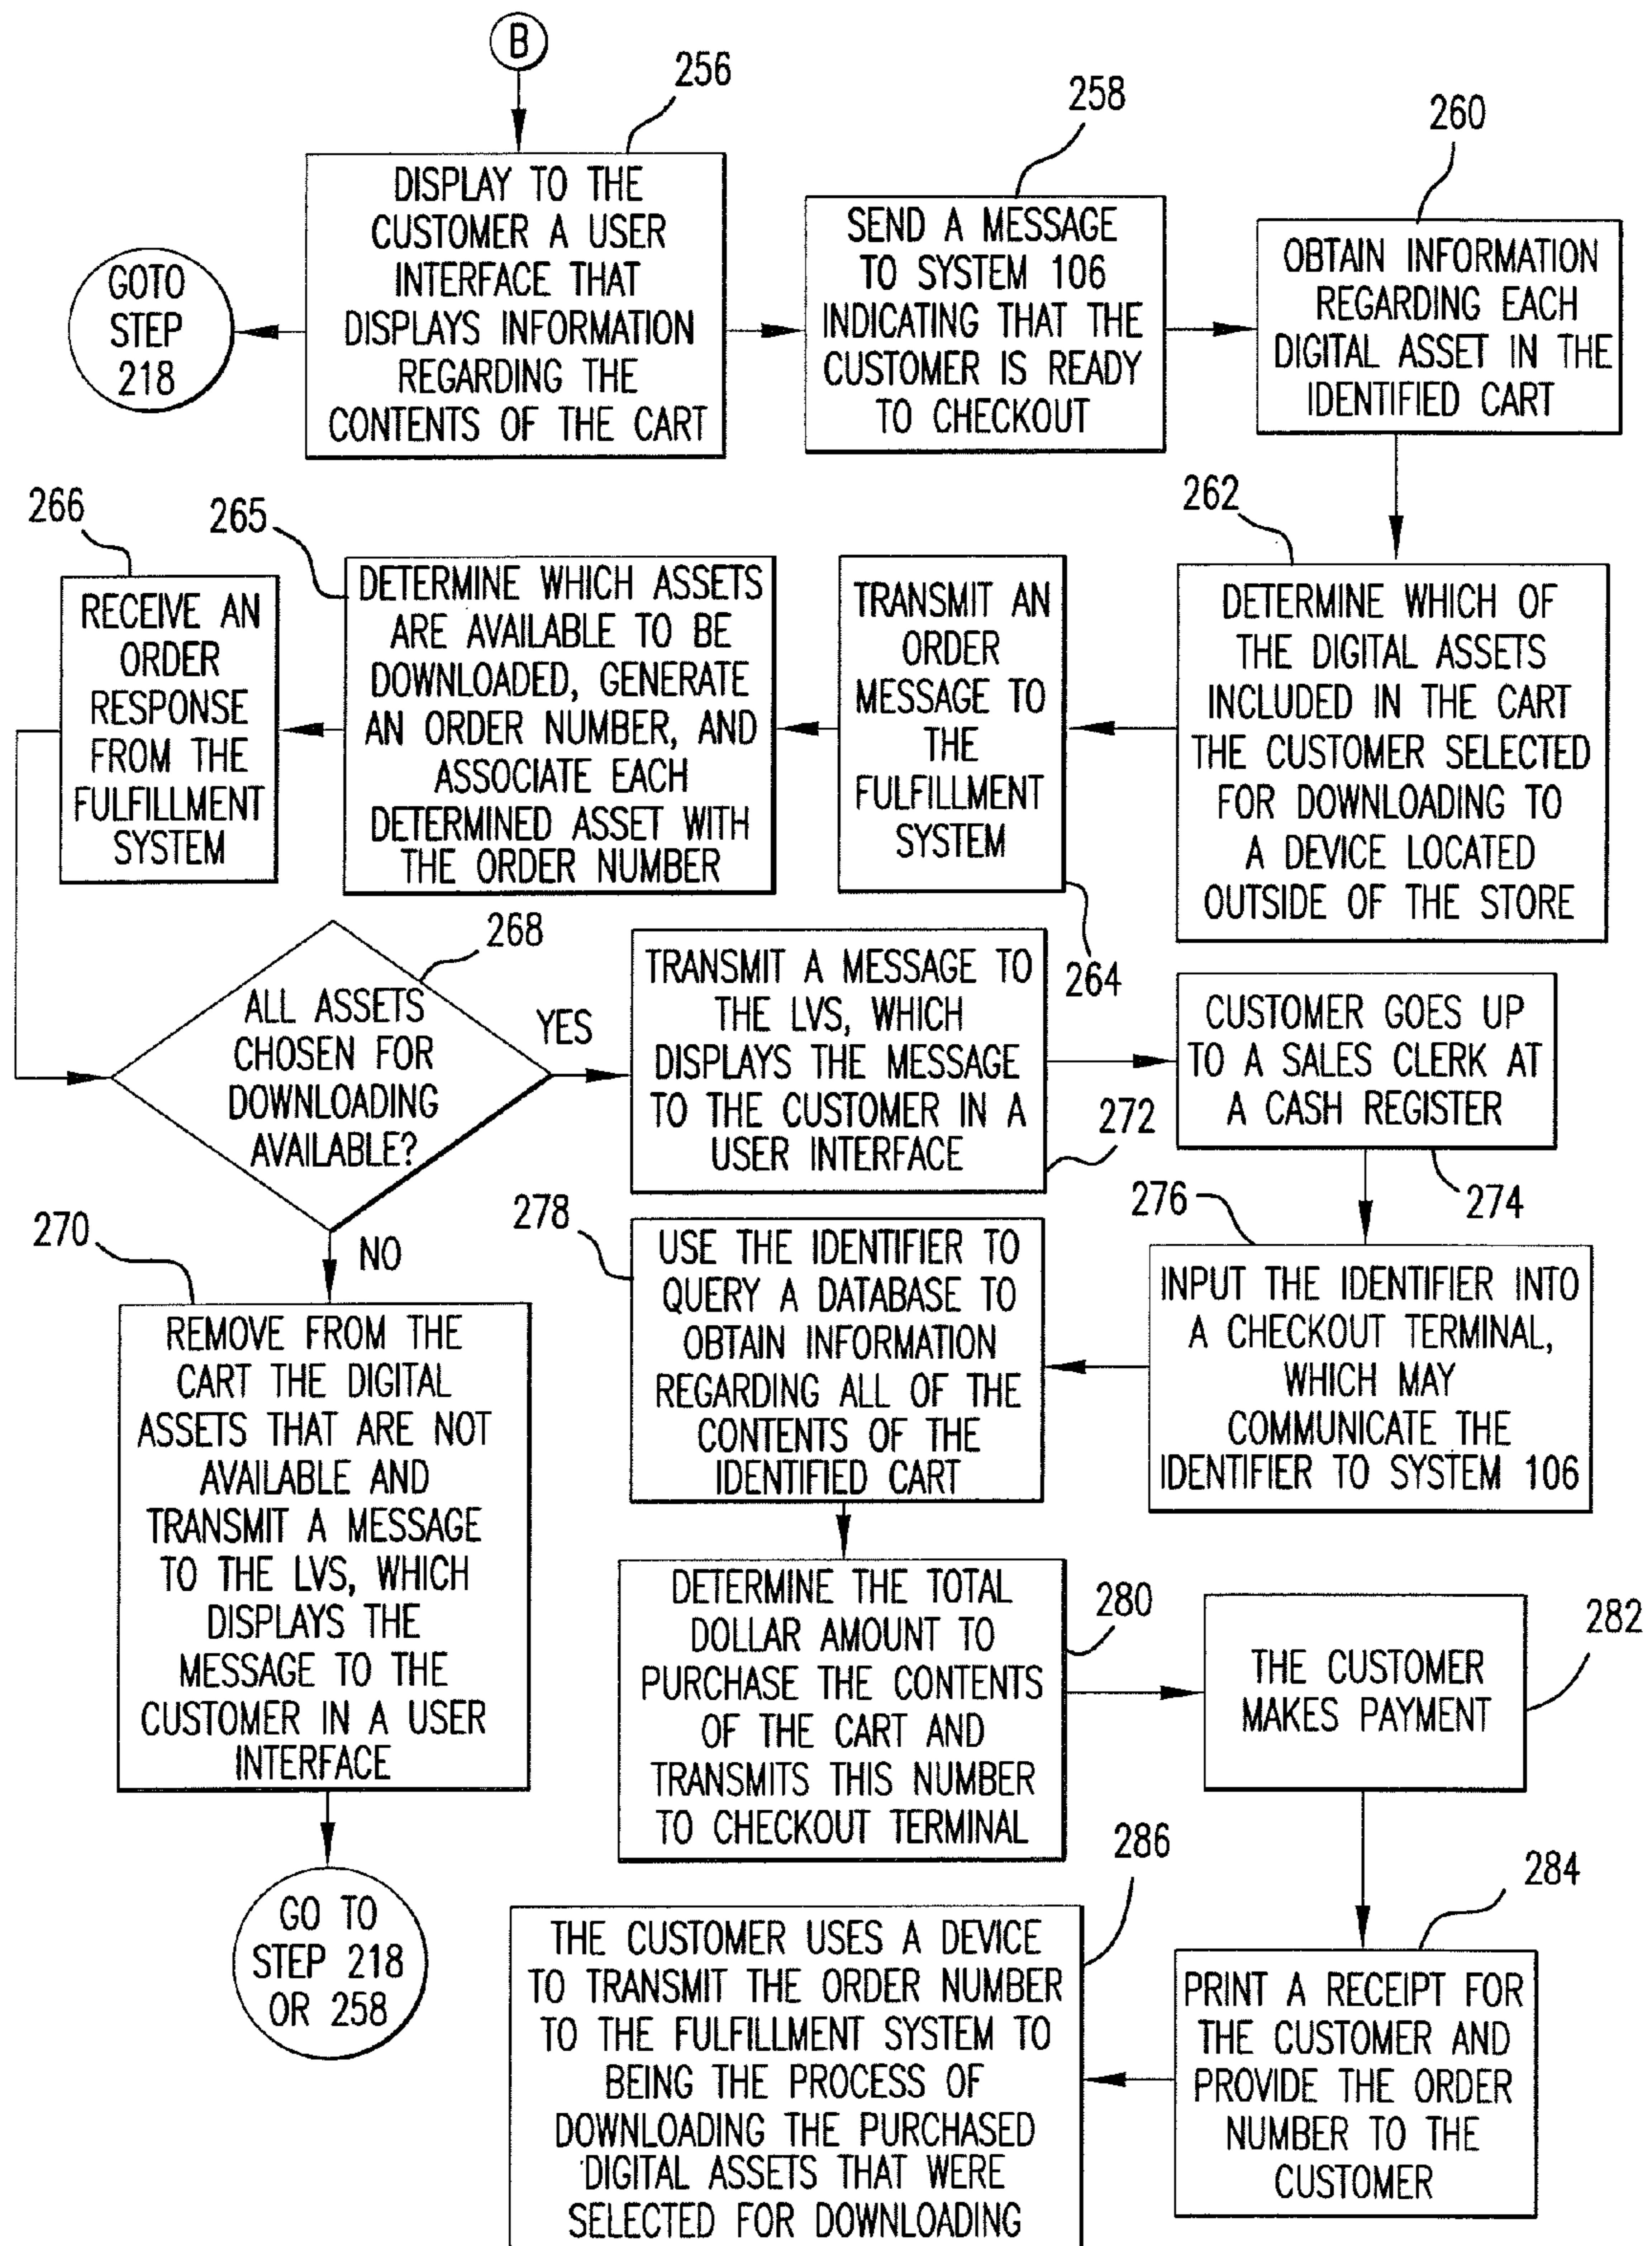 B
256
DISPLAY TO THE
CUSTOMER A USER
INTERFACE THAT
DISPLAYS INFORMATION
REGARDING THE
CONTENTS OF THE CART
GOTO
STEP
218
258
SEND A MESSAGE
TO SYSTEM 106
INDICATING THAT THE
CUSTOMER IS READY
TO CHECKOUT
260
OBTAIN INFORMATION
REGARDING EACH
DIGITAL ASSET IN THE
IDENTIFIED CART
262
DETERMINE WHICH OF
THE DIGITAL ASSETS
INCLUDED IN THE CART
THE CUSTOMER SELECTED
FOR DOWNLOADING TO
A DEVICE LOCATED
OUTSIDE OF THE STORE
TRANSMIT AN
ORDER
MESSAGE TO
THE
FULFILLMENT
SYSTEM
264
265
DETERMINE WHICH ASSETS
ARE AVAILABLE TO BE
DOWNLOADED, GENERATE
AN ORDER NUMBER, AND
ASSOCIATE EACH
DETERMINED ASSET WITH
THE ORDER NUMBER
266
RECEIVE AN
ORDER
RESPONSE
FROM THE
FULFILLMENT
SYSTEM
268
ALL ASSETS
CHOSEN FOR
DOWNLOADING
AVAILABLE?
YES
NO
270
REMOVE FROM THE
CART THE DIGITAL
ASSETS THAT ARE NOT
AVAILABLE AND
TRANSMIT A MESSAGE
TO THE LVS, WHICH
DISPLAYS THE
MESSAGE TO THE
CUSTOMER IN A USER
INTERFACE
GO TO
STEP 218
OR 258
TRANSMIT A MESSAGE TO
THE LVS, WHICH
DISPLAYS THE MESSAGE
TO THE CUSTOMER IN A
USER INTERFACE
272
CUSTOMER GOES UP
TO A SALES CLERK AT
A CASH REGISTER
274
276
INPUT THE IDENTIFIER INTO
A CHECKOUT TERMINAL,
WHICH MAY
COMMUNICATE THE
IDENTIFIER TO SYSTEM 106
278
USE THE IDENTIFIER TO
QUERY A DATABASE TO
OBTAIN INFORMATION
REGARDING ALL OF THE
CONTENTS OF THE
IDENTIFIED CART
DETERMINE THE TOTAL
DOLLAR AMOUNT TO
PURCHASE THE CONTENTS
OF THE CART AND
TRANSMITS THIS NUMBER
TO CHECKOUT TERMINAL
280
THE CUSTOMER
MAKES PAYMENT
282
284
PRINT A RECEIPT FOR
THE CUSTOMER AND
PROVIDE THE ORDER
NUMBER TO THE
CUSTOMER
286
THE CUSTOMER USES A DEVICE
TO TRANSMIT THE ORDER NUMBER
TO THE FULFILLMENT SYSTEM TO
BEING THE PROCESS OF
DOWNLOADING THE PURCHASED
DIGITAL ASSETS THAT WERE
SELECTED FOR DOWNLOADING